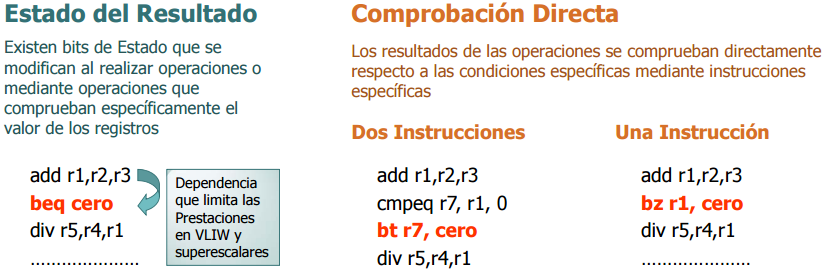 Estado del Resultado
Existen bits de Estado que se
modifican al realizar operaciones o
mediante operaciones que
comprueban específicamente el
valor de los registros
add r1,r2,r3
beq cero
div r5,r4,r1
.....................
Dependencia
que limita las
Prestaciones
en VLIW y
superescalares
Comprobación Directa
Los resultados de las operaciones se comprueban directamente
respecto a las condiciones específicas mediante instrucciones
específicas
Dos Instrucciones
add r1,r2,r3
cmpeq r7, r1, 0
bt r7, cero
div r5,r4,r1
Una Instrucción
add r1,r2,r3
bz r1, cero
div r5,r4,r1
.....................